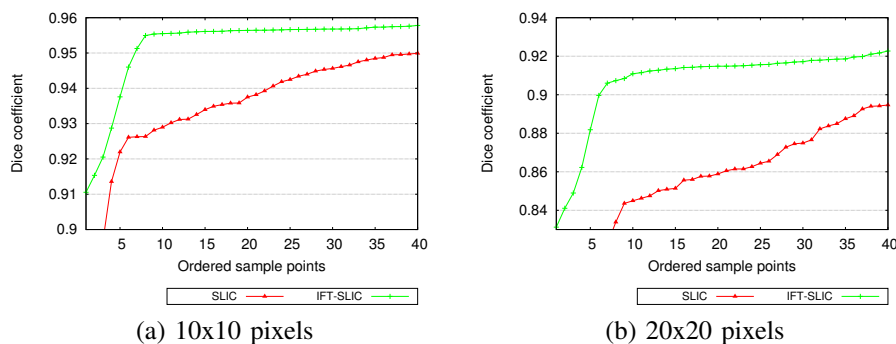 0.96
0.95
0.94
0.93
0.92
0.91
0.9
Dice coefficient
5 10 15 20 25 30 35 40
Ordered sample points
SLIC IFT-SLIC
(a) 10x10 pixels
0.94
0.92
0.9
0.88
0.86
0.84
Dice coefficient
5 10 15 20 25 30 35 40
Ordered sample points
SLIC IFT-SLIC
(b) 20x20 pixels